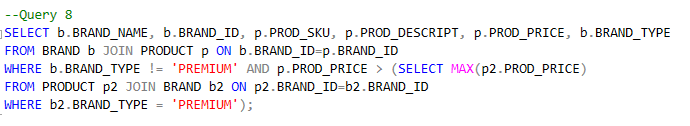 --Query 8
SELECT b.BRAND_NAME, b.BRAND_ID, p.PROD_SKU, p.PROD_DESCRIPT, p.PROD_PRICE, b.BRAND_TYPE
FROM BRAND b JOIN PRODUCT p ON b.BRAND_ID=p.BRAND_ID
WHERE b.BRAND_TYPE != 'PREMIUM' AND p.PROD_PRICE > (SELECT MAX(p2.PROD_PRICE)
FROM PRODUCT p2 JOIN BRAND b2 ON p2.BRAND_ID=b2.BRAND_ID
WHERE b2.BRAND_TYPE = 'PREMIUM');